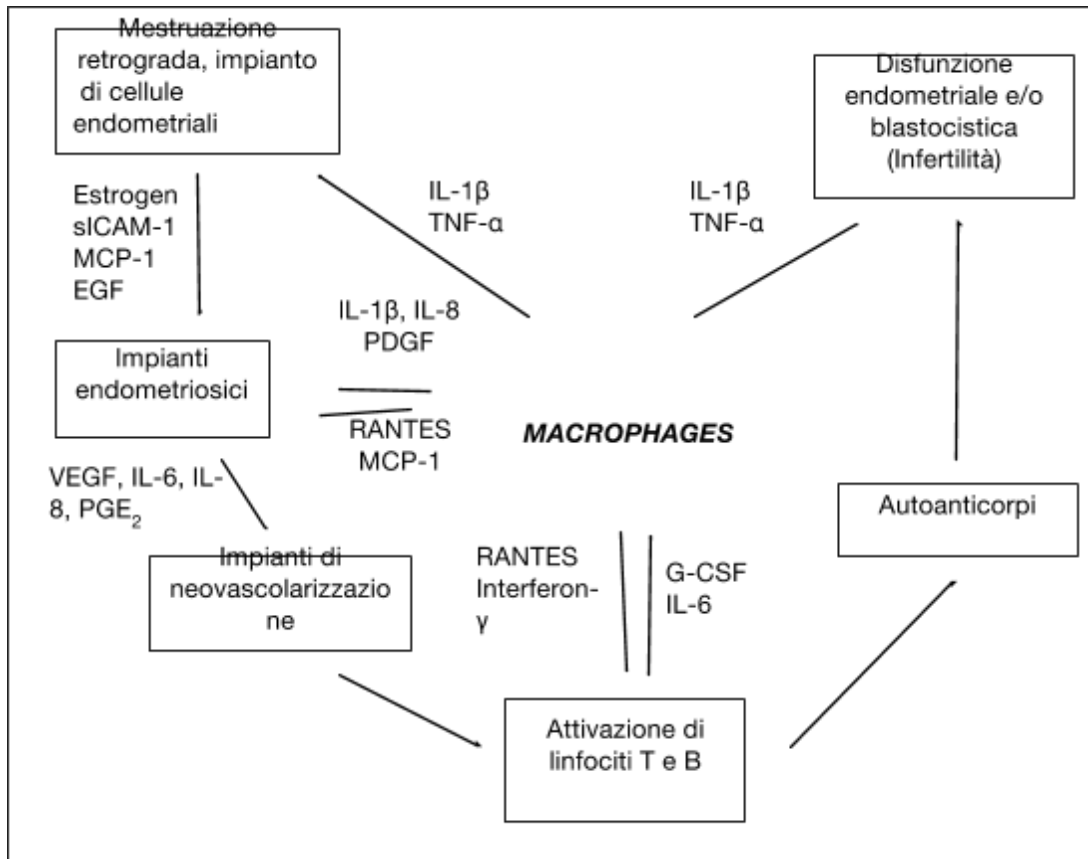 Mestruazione
retrograda, impianto
di cellule
endometriali
Disfunzione
endometriale e/o
blastocistica
(Infertilità)
Estrogen
sICAM-1
MCP-1
EGF
IL-1β
TNF-α
IL-1β
TNF-α
IL-1β, IL-8
PDGF
Impianti
endometriosici
RANTES
MCP-1
MACROPHAGES
VEGF, IL-6, IL-
8, PGE₂
Autoanticorpi
Impianti di
neovascolarizzazio
ne
RANTES
Interferon-
γ
G-CSF
IL-6
Attivazione di
linfociti T e B